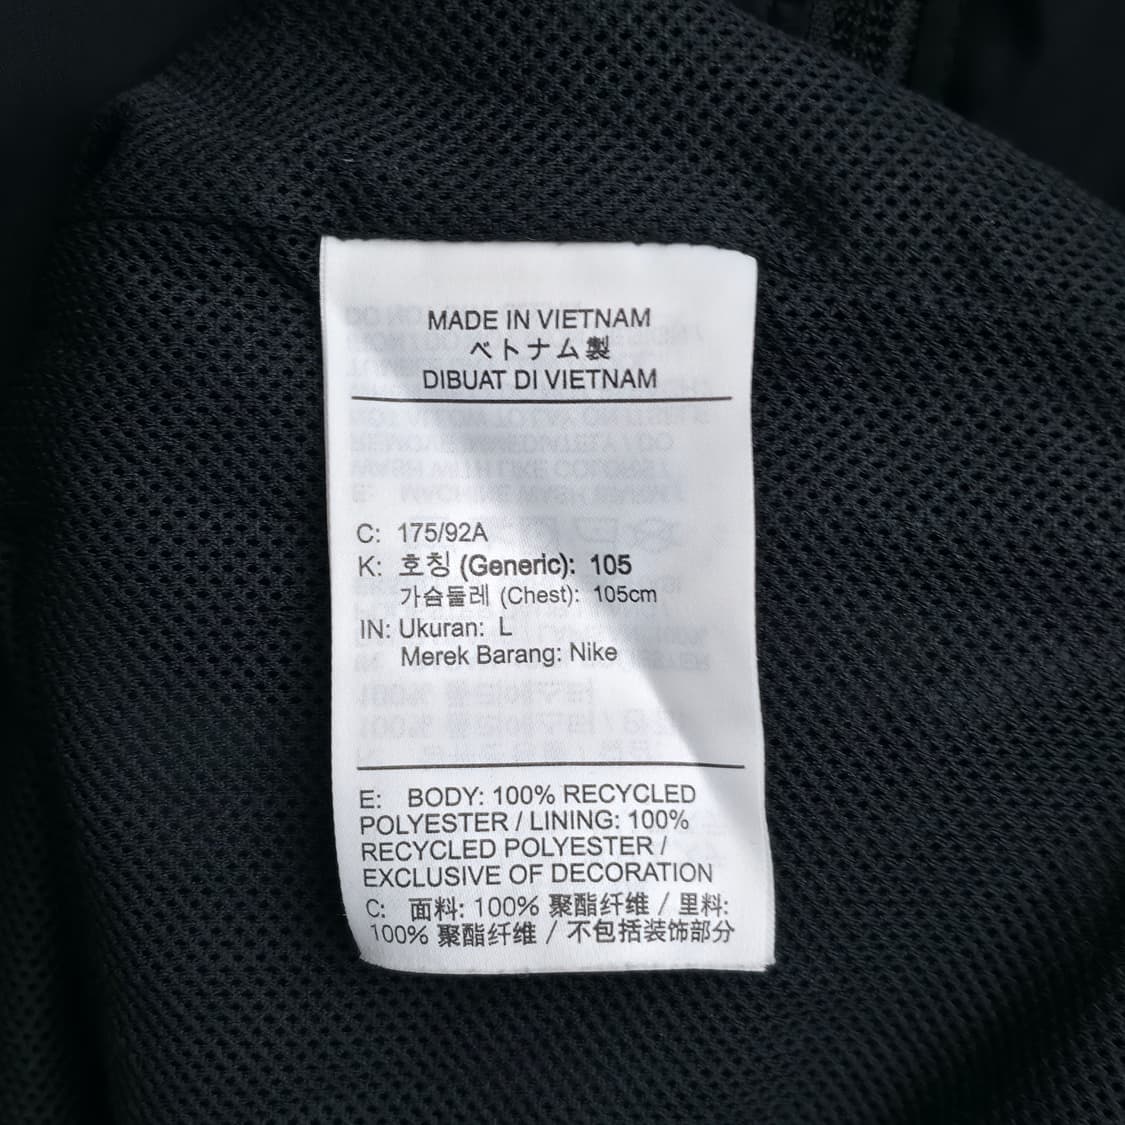 MADE IN VIETNAM
ベトナム製
DIBUAT DI VIETNAM
C: 175/92A
K: 호칭 (Generic): 105
가슴둘레 (Chest): 105cm
IN: Ukuran: L
Merek Barang: Nike
E: BODY: 100% RECYCLED
POLYESTER / LINING: 100%
RECYCLED POLYESTER /
EXCLUSIVE OF DECORATION
C: 面料: 100% 聚酯纤维 / 里料:
100% 聚酯纤维 / 不包括装饰部分